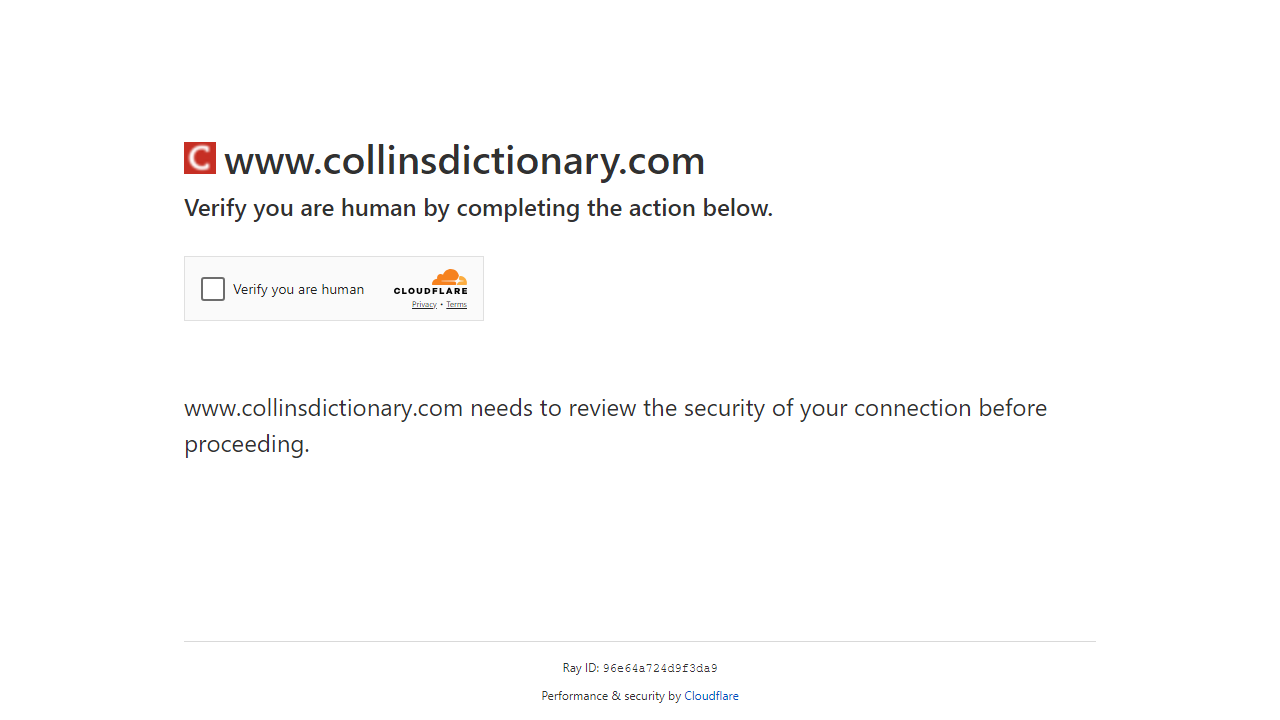 C www.collinsdictionary.com
Verify you are human by completing the action below.
Verify you are human
CLOUDFLARE
Privacy • Terms
www.collinsdictionary.com needs to review the security of your connection before
proceeding.
Ray ID: 96e64a724d9f3da9
Performance & security by Cloudflare